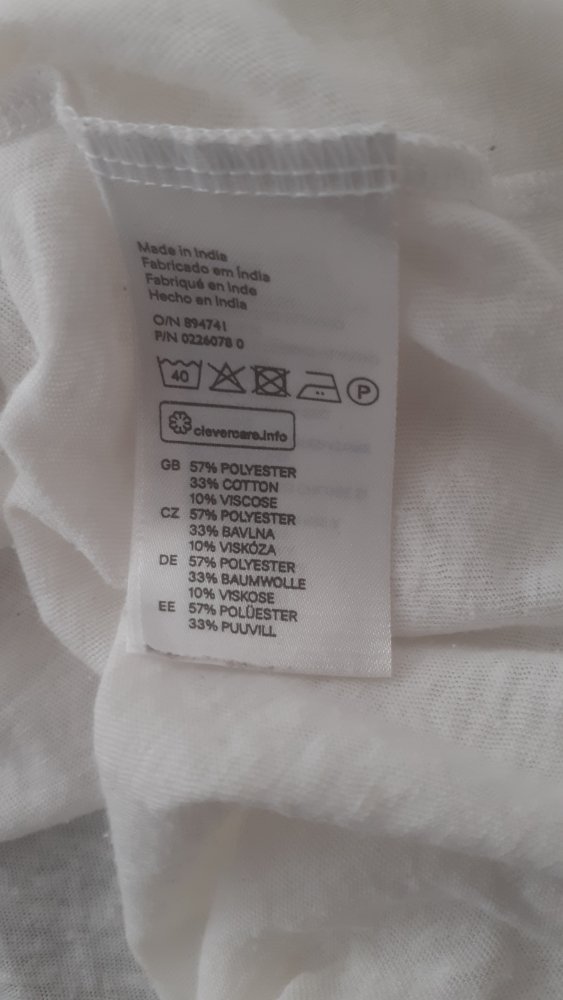 Made in India
Fabricado em Índia
Fabriqué en Inde
Hecho en India
O/N 894741
P/N 0226078 0
40 P
clevercare.info
GB 57% POLYESTER
33% COTTON
10% VISCOSE
CZ 57% POLYESTER
33% BAVLNA
10% VISKÓZA
DE 57% POLYESTER
33% BAUMWOLLE
10% VISKOSE
EE 57% POLÜESTER
33% PUUVILL